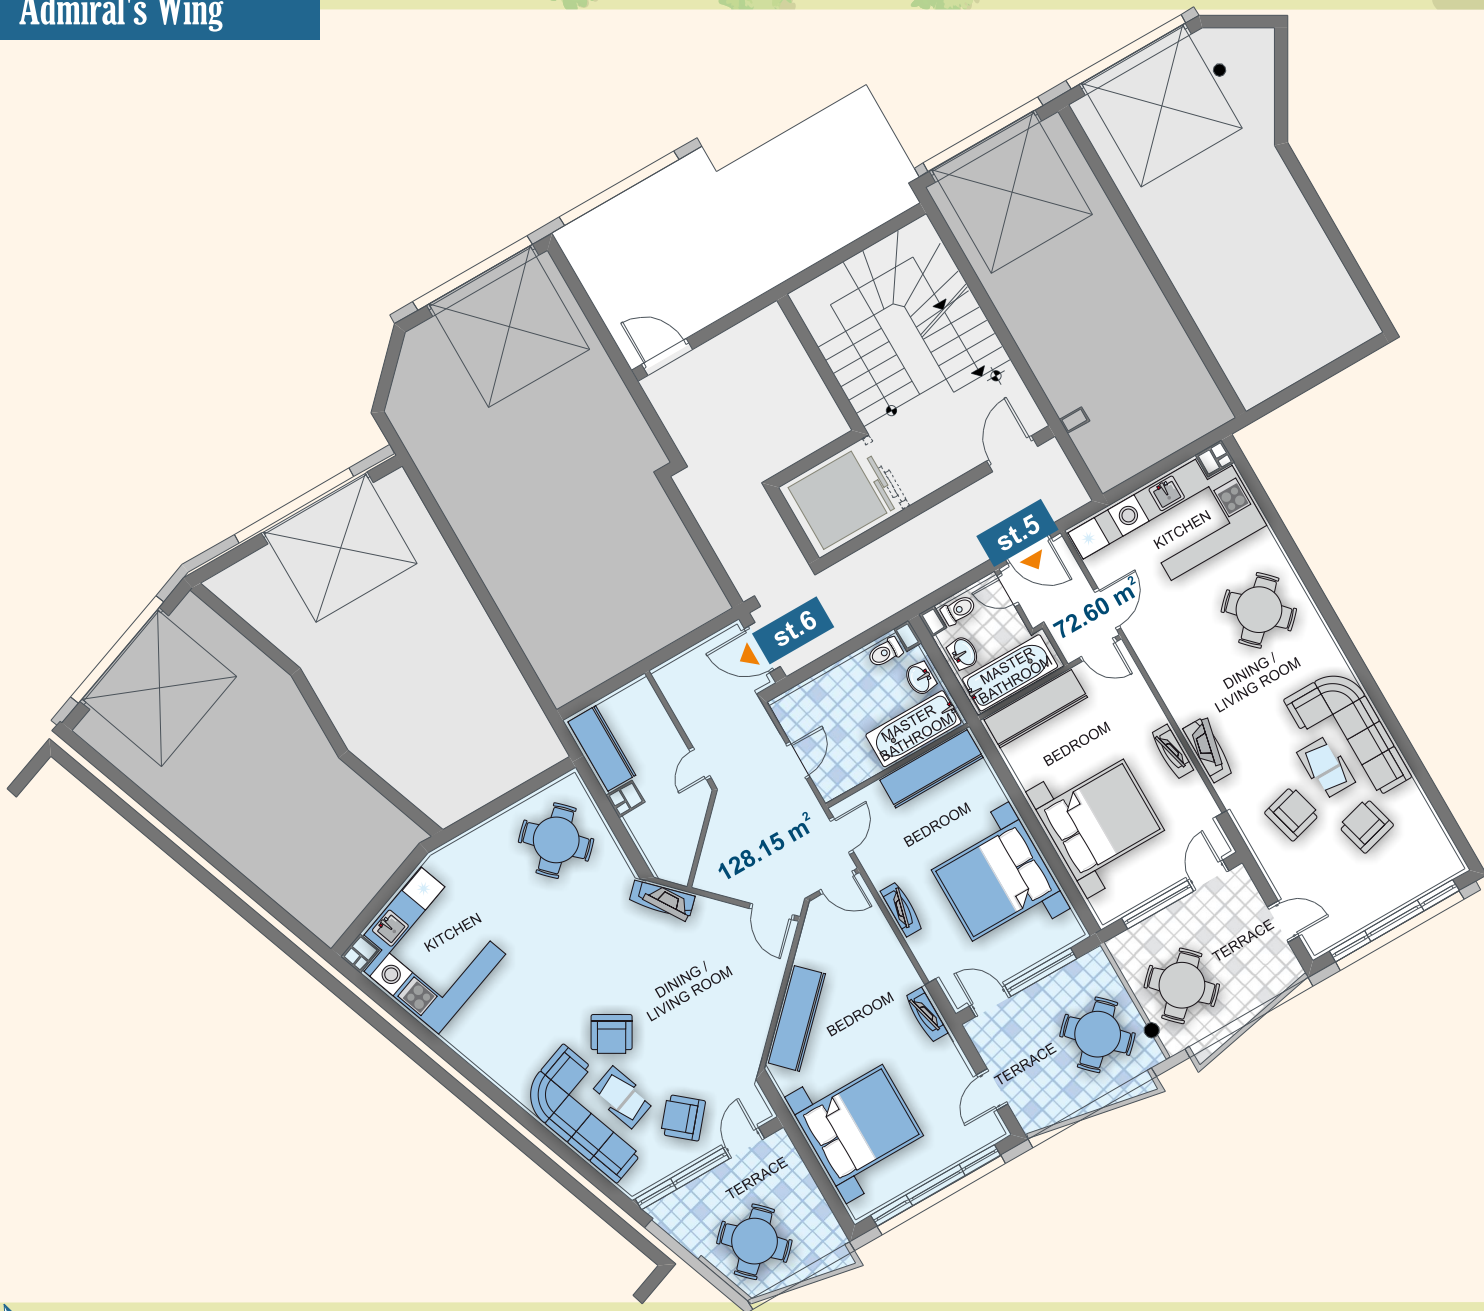 Admiral's Wing
st.5
KITCHEN
72.60 m²
st.6
MASTER
BATHROOM
DINING /
LIVING ROOM
MASTER
BATHROOM
BEDROOM
128.15 m²
BEDROOM
KITCHEN
TERRACE
DINING /
LIVING ROOM
BEDROOM
TERRACE
TERRACE